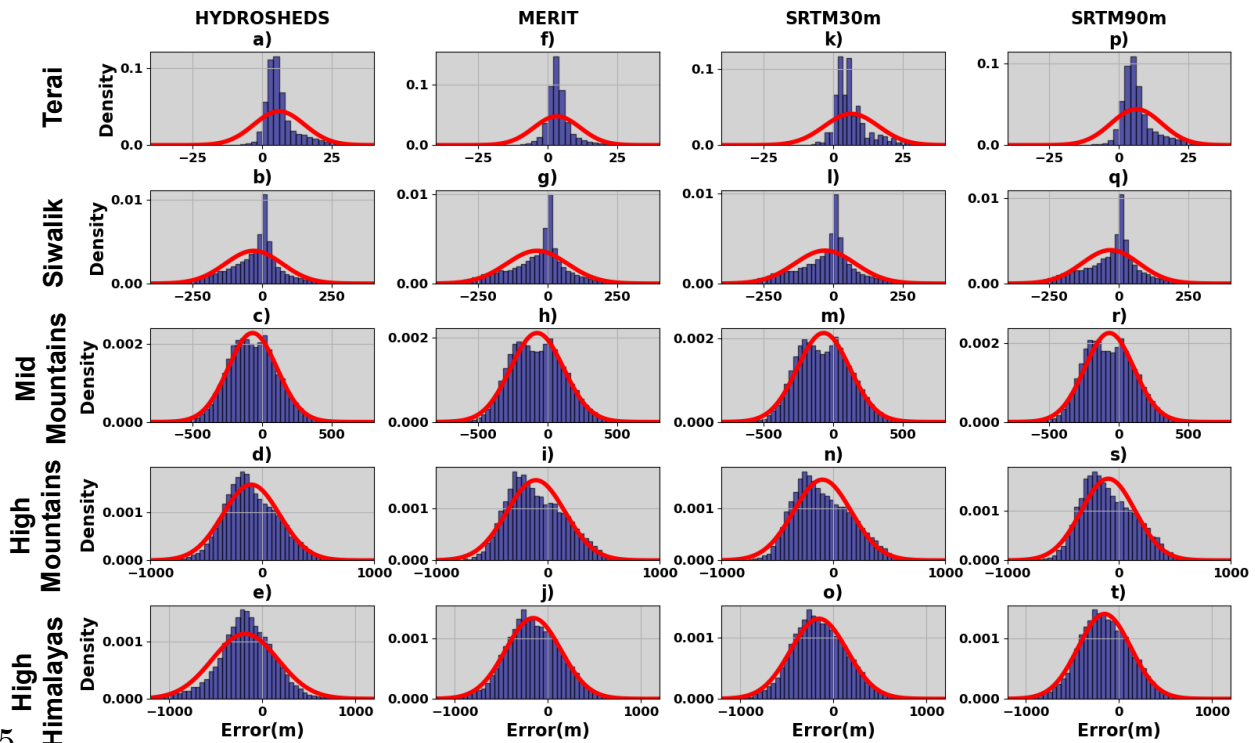 HYDROSHEDS MERIT SRTM30m SRTM90m
a) f) k) p)
Terai
Density
0.1 0.1 0.1 0.1
0.0 0.0 0.0 0.0
−25 0 25 −25 0 25 −25 0 25 −25 0 25
b) g) l) q)
Siwalik
Density
0.01 0.01 0.01 0.01
0.00 0.00 0.00 0.00
−250 0 250 −250 0 250 −250 0 250 −250 0 250
c) h) m) r)
Mid
Mountains
Density
0.002 0.002 0.002 0.002
0.000 0.000 0.000 0.000
−500 0 500 −500 0 500 −500 0 500 −500 0 500
d) i) n) s)
High
Mountains
Density
0.001 0.001 0.001 0.001
0.000 0.000 0.000 0.000
−1000 0 1000 −1000 0 1000 −1000 0 1000 −1000 0 1000
e) j) o) t)
High
Himalayas
Density
0.001 0.001 0.001 0.001
0.000 0.000 0.000 0.000
−1000 0 1000 −1000 0 1000 −1000 0 1000 −1000 0 1000
Error(m) Error(m) Error(m) Error(m)